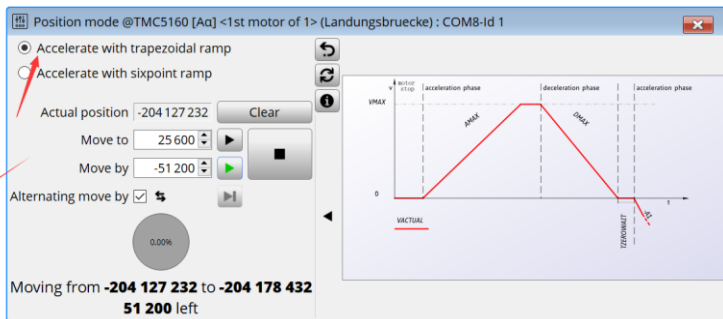 Position mode @TMC5160 [Aq] <1st motor of 1> (Landungsbruecke) : COM8-Id 1
Accelerate with trapezoidal ramp
Accelerate with sixpoint ramp
Actual position -204 127 232 Clear
Move to 25 600
Move by -51 200
Alternating move by
0.00%
Moving from -204 127 232 to -204 178 432
51 200 left
v motor stop acceleration phase deceleration phase acceleration phase
VMAX
AMAX
DMAX
0
t
VACTUAL
TZEROWAIT
-A1